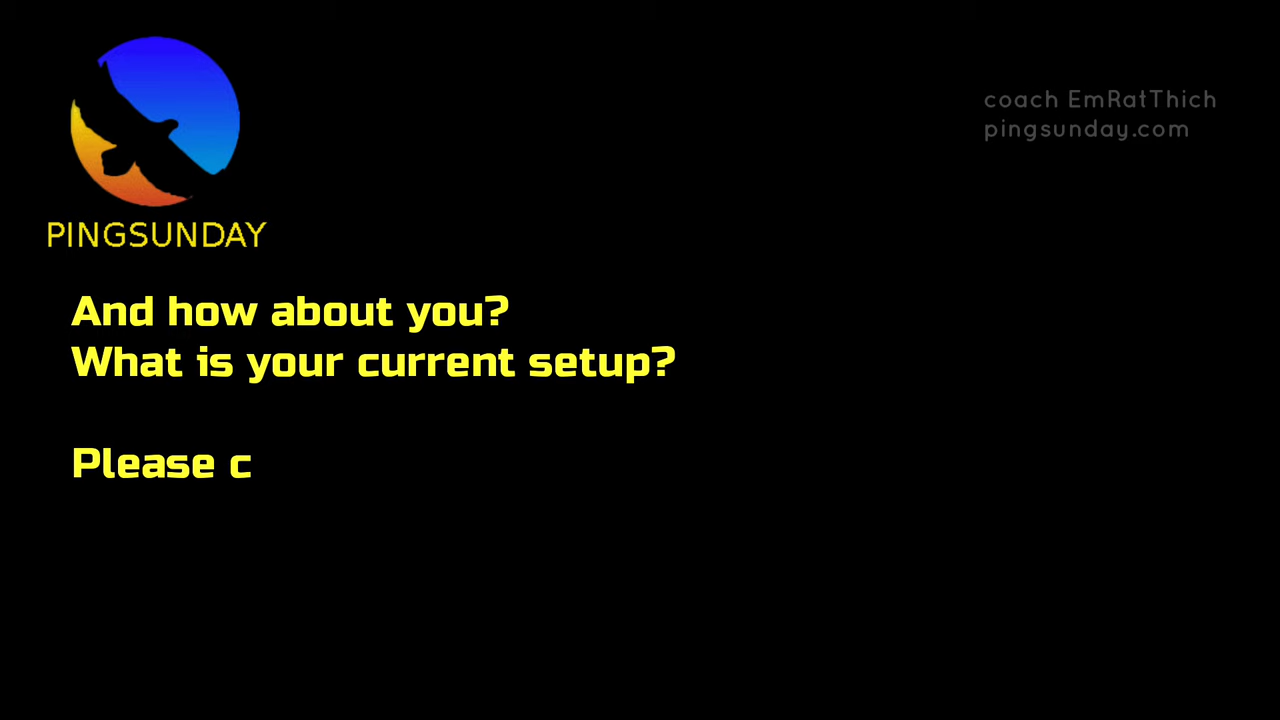 coach EmRatThich
pingsunday.com
PINGSUNDAY
And how about you?
What is your current setup?
Please c